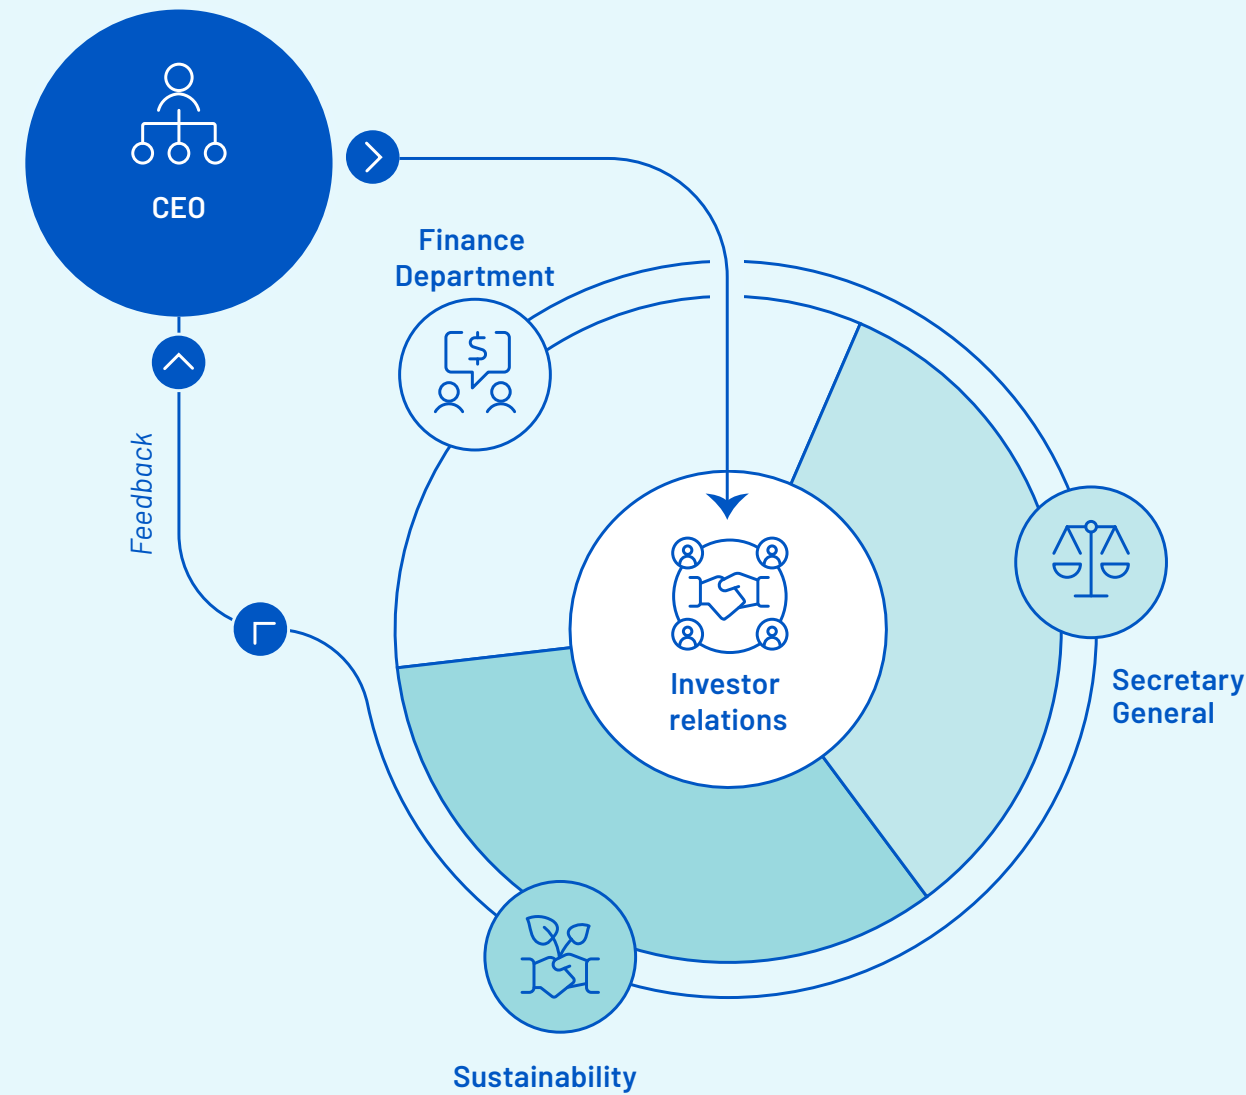 CEO
Finance
Department
Feedback
Investor
relations
Secretary
General
Sustainability